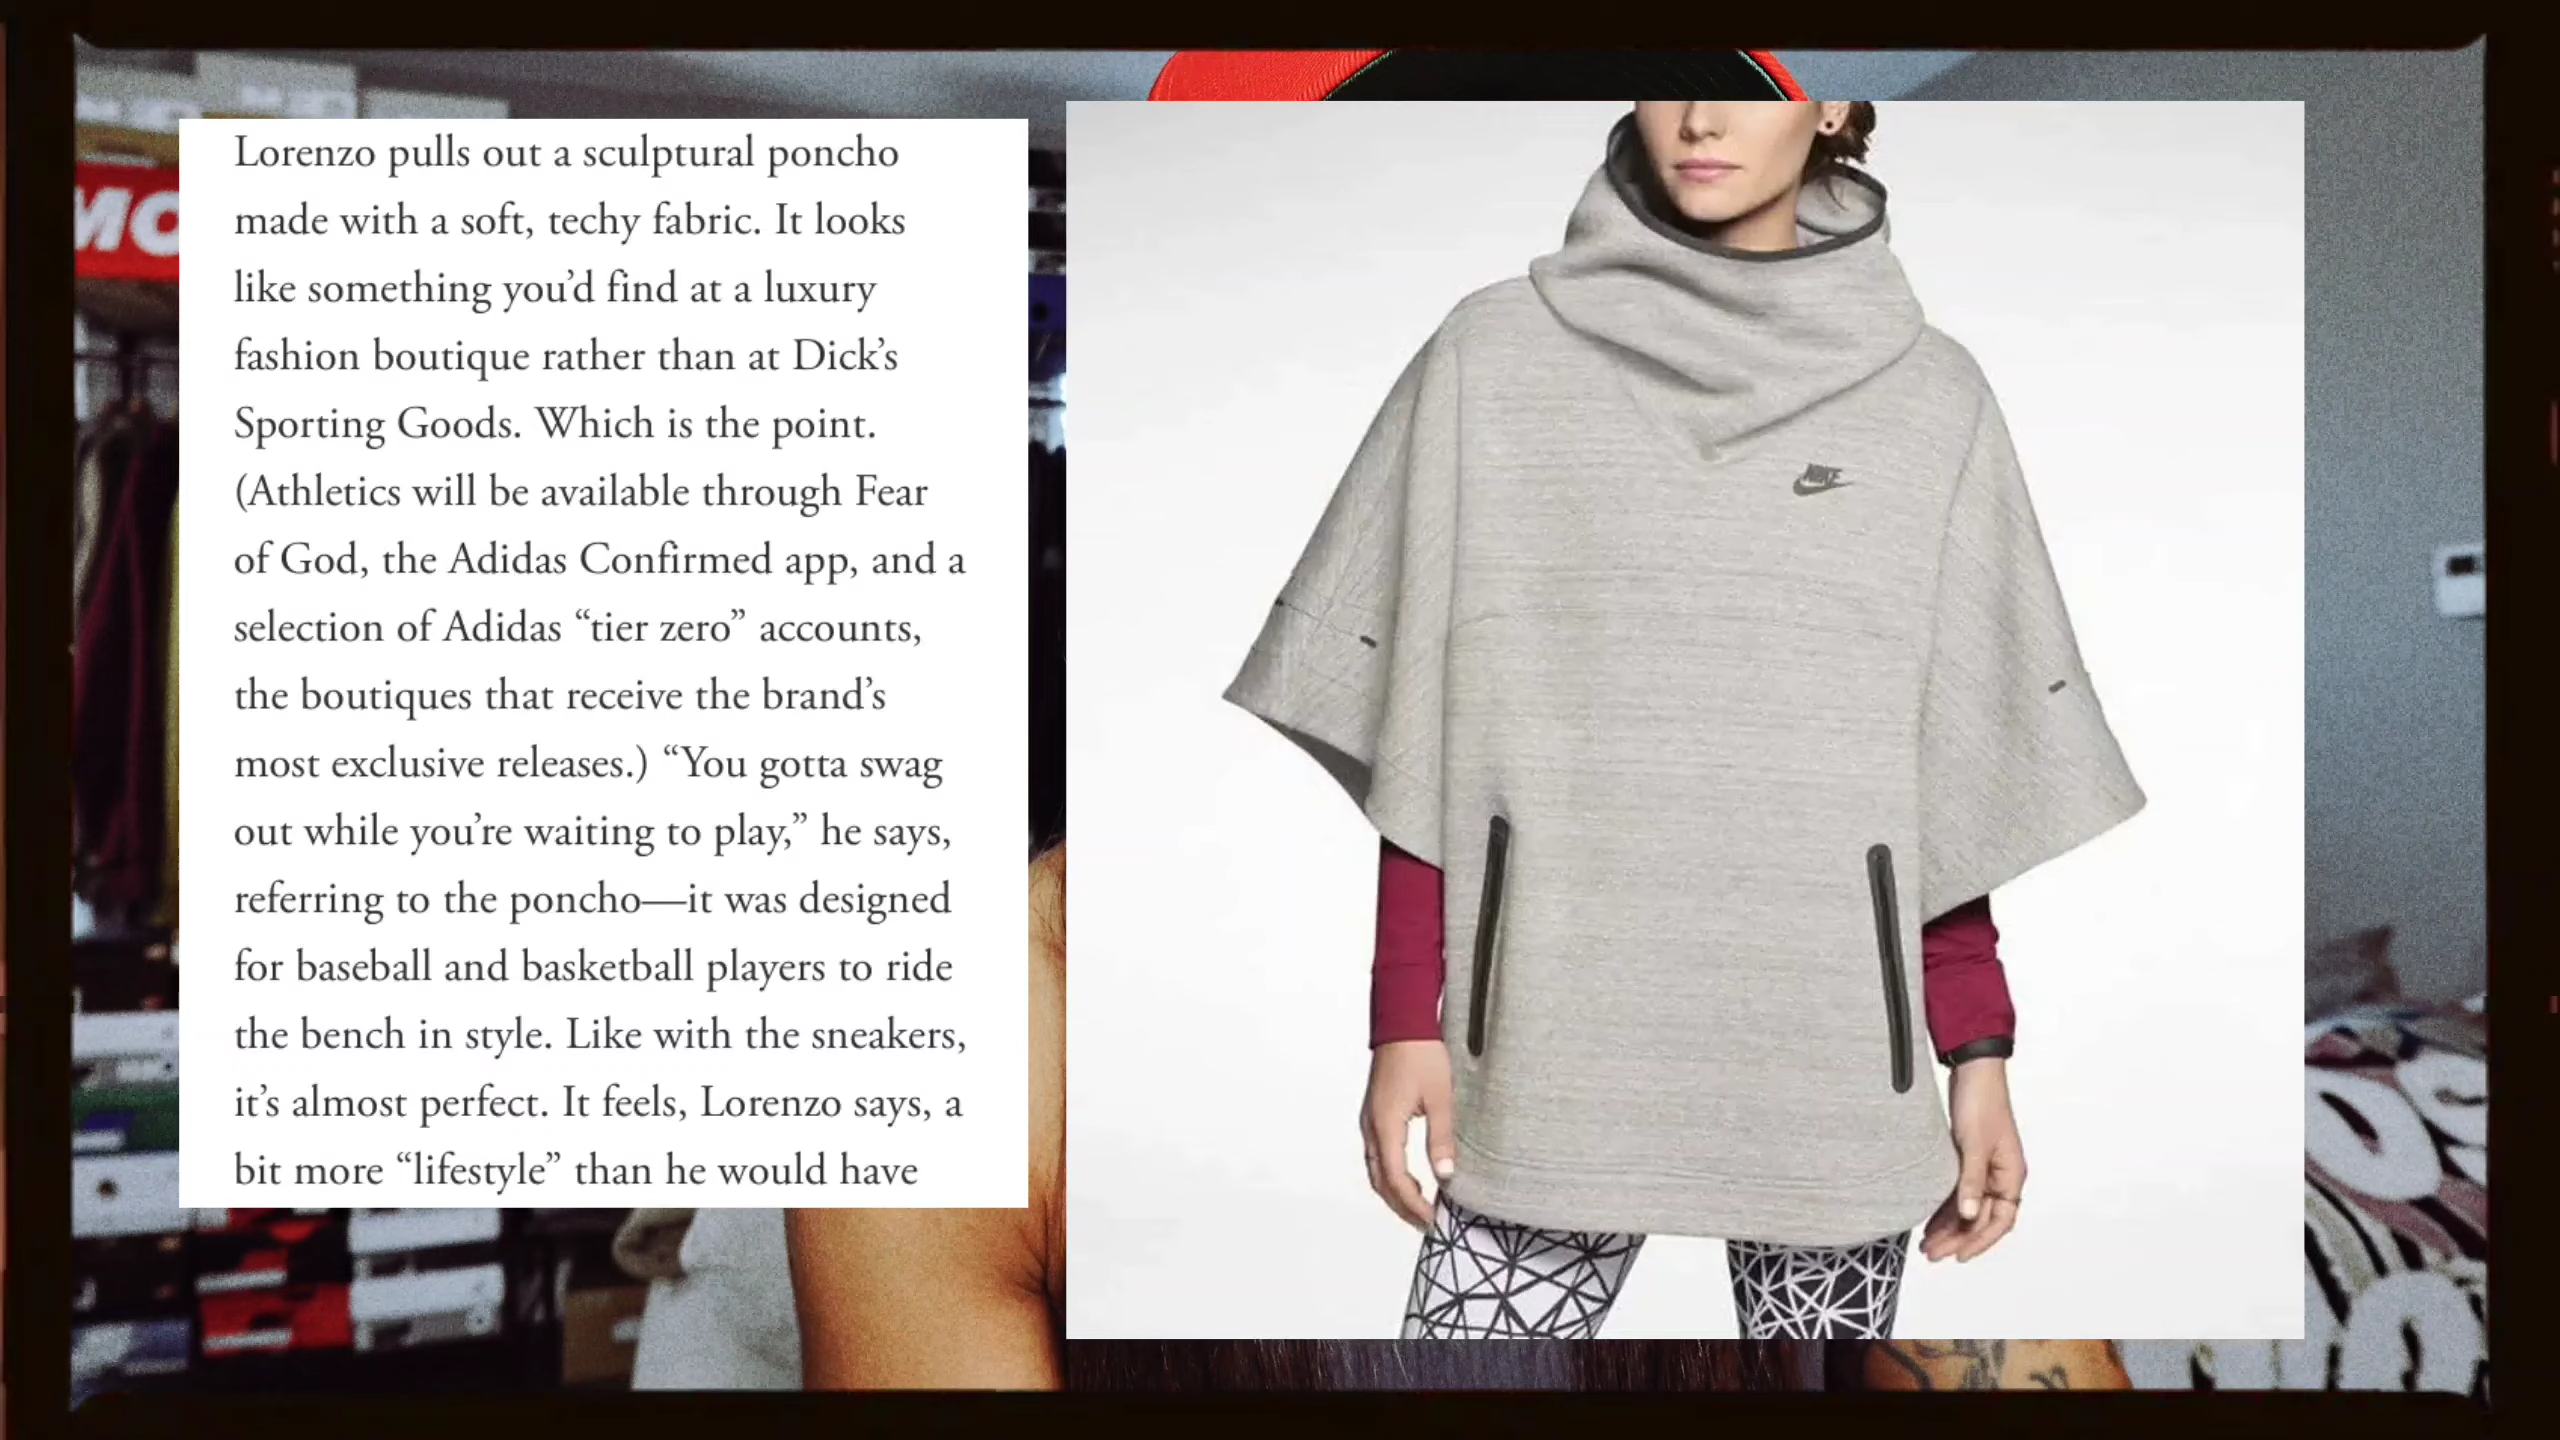 Lorenzo pulls out a sculptural poncho
made with a soft, techy fabric. It looks
like something you’d find at a luxury
fashion boutique rather than at Dick’s
Sporting Goods. Which is the point.
(Athletics will be available through Fear
of God, the Adidas Confirmed app, and a
selection of Adidas “tier zero” accounts,
the boutiques that receive the brand’s
most exclusive releases.) “You gotta swag
out while you’re waiting to play,” he says,
referring to the poncho—it was designed
for baseball and basketball players to ride
the bench in style. Like with the sneakers,
it’s almost perfect. It feels, Lorenzo says, a
bit more “lifestyle” than he would have
NIKE
MO